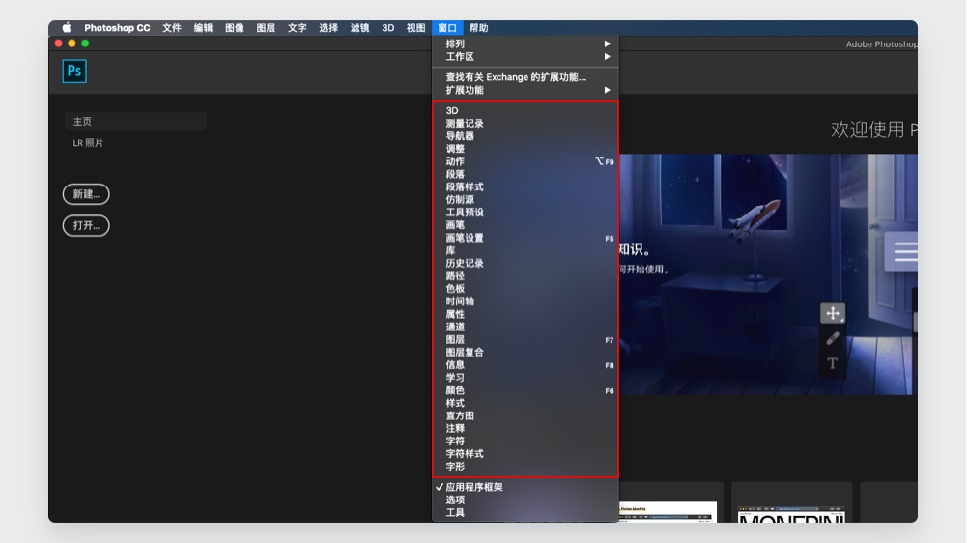 Photoshop CC 文件 编辑 图像 图层 文字 选择 滤镜 3D 视图 窗口 帮助
Adobe Photoshop
Ps
排列
工作区
查找有关 Exchange 的扩展功能...
扩展功能
主页
LR 照片
新建...
打开...
3D
测量记录
导航器
调整
动作 ⌥F9
段落
段落样式
仿制源
工具预设
画笔
画笔设置 F5
库
历史记录
路径
色板
时间轴
属性
通道
图层 F7
图层复合
信息 F8
学习
颜色 F6
样式
直方图
注释
字符
字符样式
字形
✓ 应用程序框架
选项
工具
欢迎使用 P
知识。
何开始使用。
T